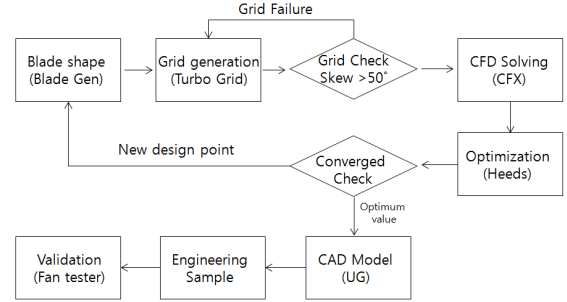 Grid Failure
Blade shape
(Blade Gen)
Grid generation
(Turbo Grid)
Grid Check
Skew >50˚
CFD Solving
(CFX)
Optimization
(Heeds)
Converged
Check
New design point
Optimum
value
CAD Model
(UG)
Engineering
Sample
Validation
(Fan tester)